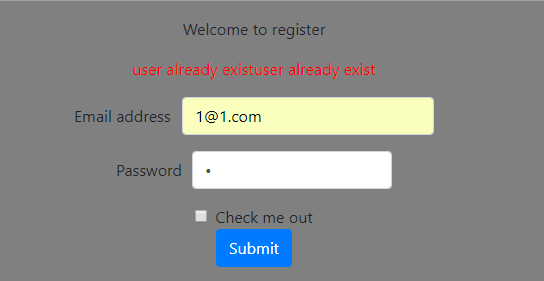 Welcome to register
user already existuser already exist
Email address 1@1.com
Password •
Check me out
Submit